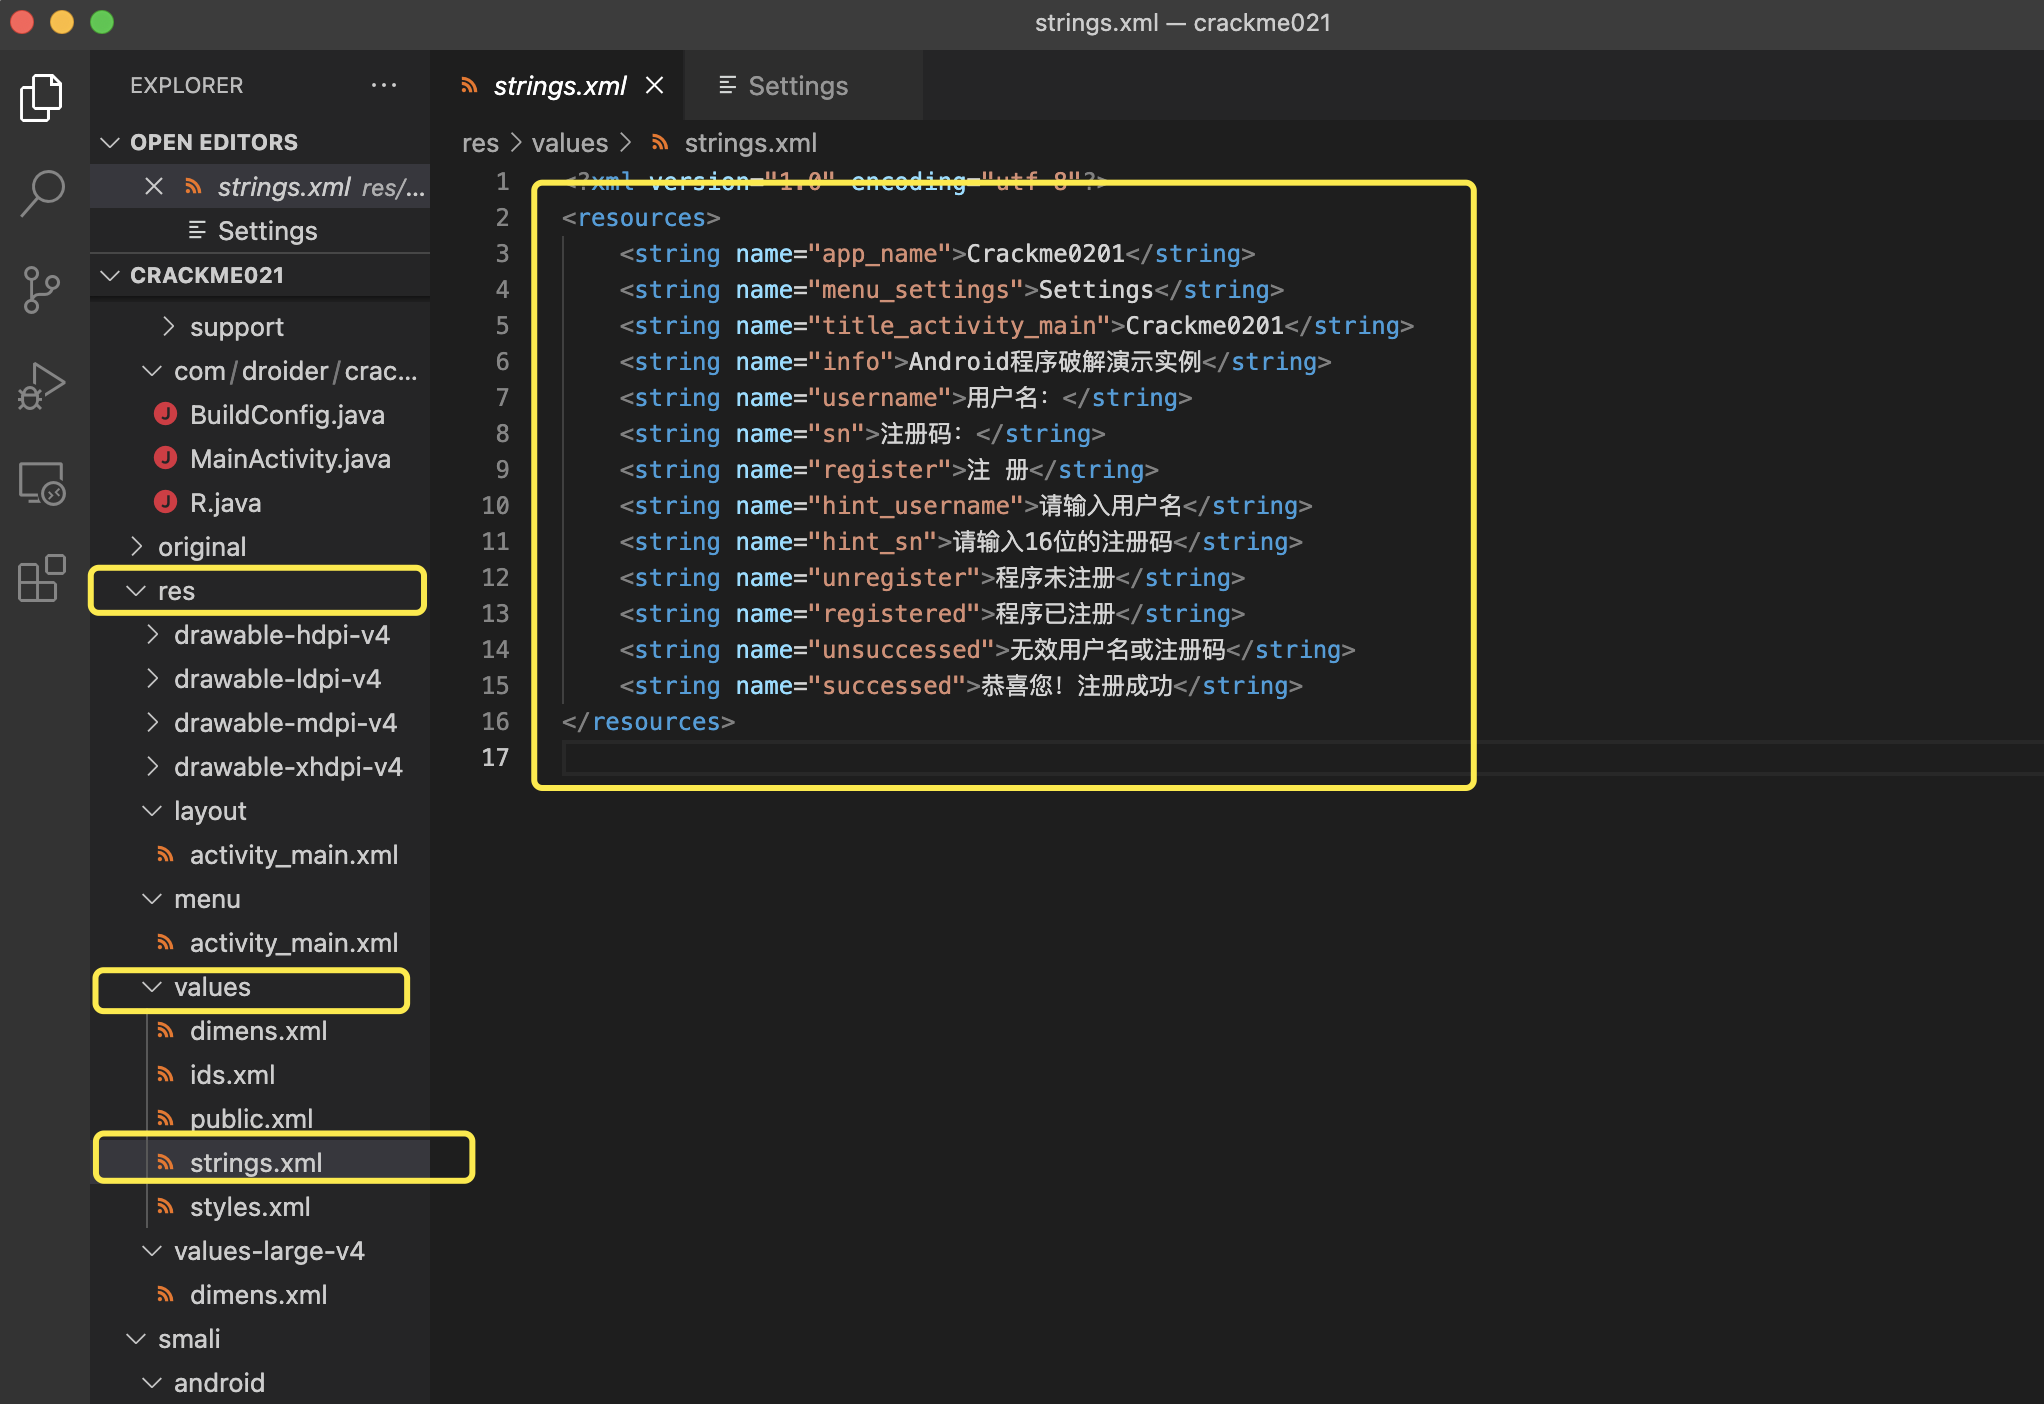 strings.xml — crackme021
EXPLORER
OPEN EDITORS
strings.xml res/...
Settings
CRACKME021
support
com/droider/crac...
BuildConfig.java
MainActivity.java
R.java
original
res
drawable-hdpi-v4
drawable-ldpi-v4
drawable-mdpi-v4
drawable-xhdpi-v4
layout
activity_main.xml
menu
activity_main.xml
values
dimens.xml
ids.xml
public.xml
strings.xml
styles.xml
values-large-v4
dimens.xml
smali
android
strings.xml
Settings
res > values > strings.xml
1 <?xml version="1.0" encoding="utf-8"?>
2 <resources>
3 <string name="app_name">Crackme0201</string>
4 <string name="menu_settings">Settings</string>
5 <string name="title_activity_main">Crackme0201</string>
6 <string name="info">Android程序破解演示实例</string>
7 <string name="username">用户名：</string>
8 <string name="sn">注册码：</string>
9 <string name="register">注 册</string>
10 <string name="hint_username">请输入用户名</string>
11 <string name="hint_sn">请输入16位的注册码</string>
12 <string name="unregister">程序未注册</string>
13 <string name="registered">程序已注册</string>
14 <string name="unsuccessed">无效用户名或注册码</string>
15 <string name="successed">恭喜您！注册成功</string>
16 </resources>
17